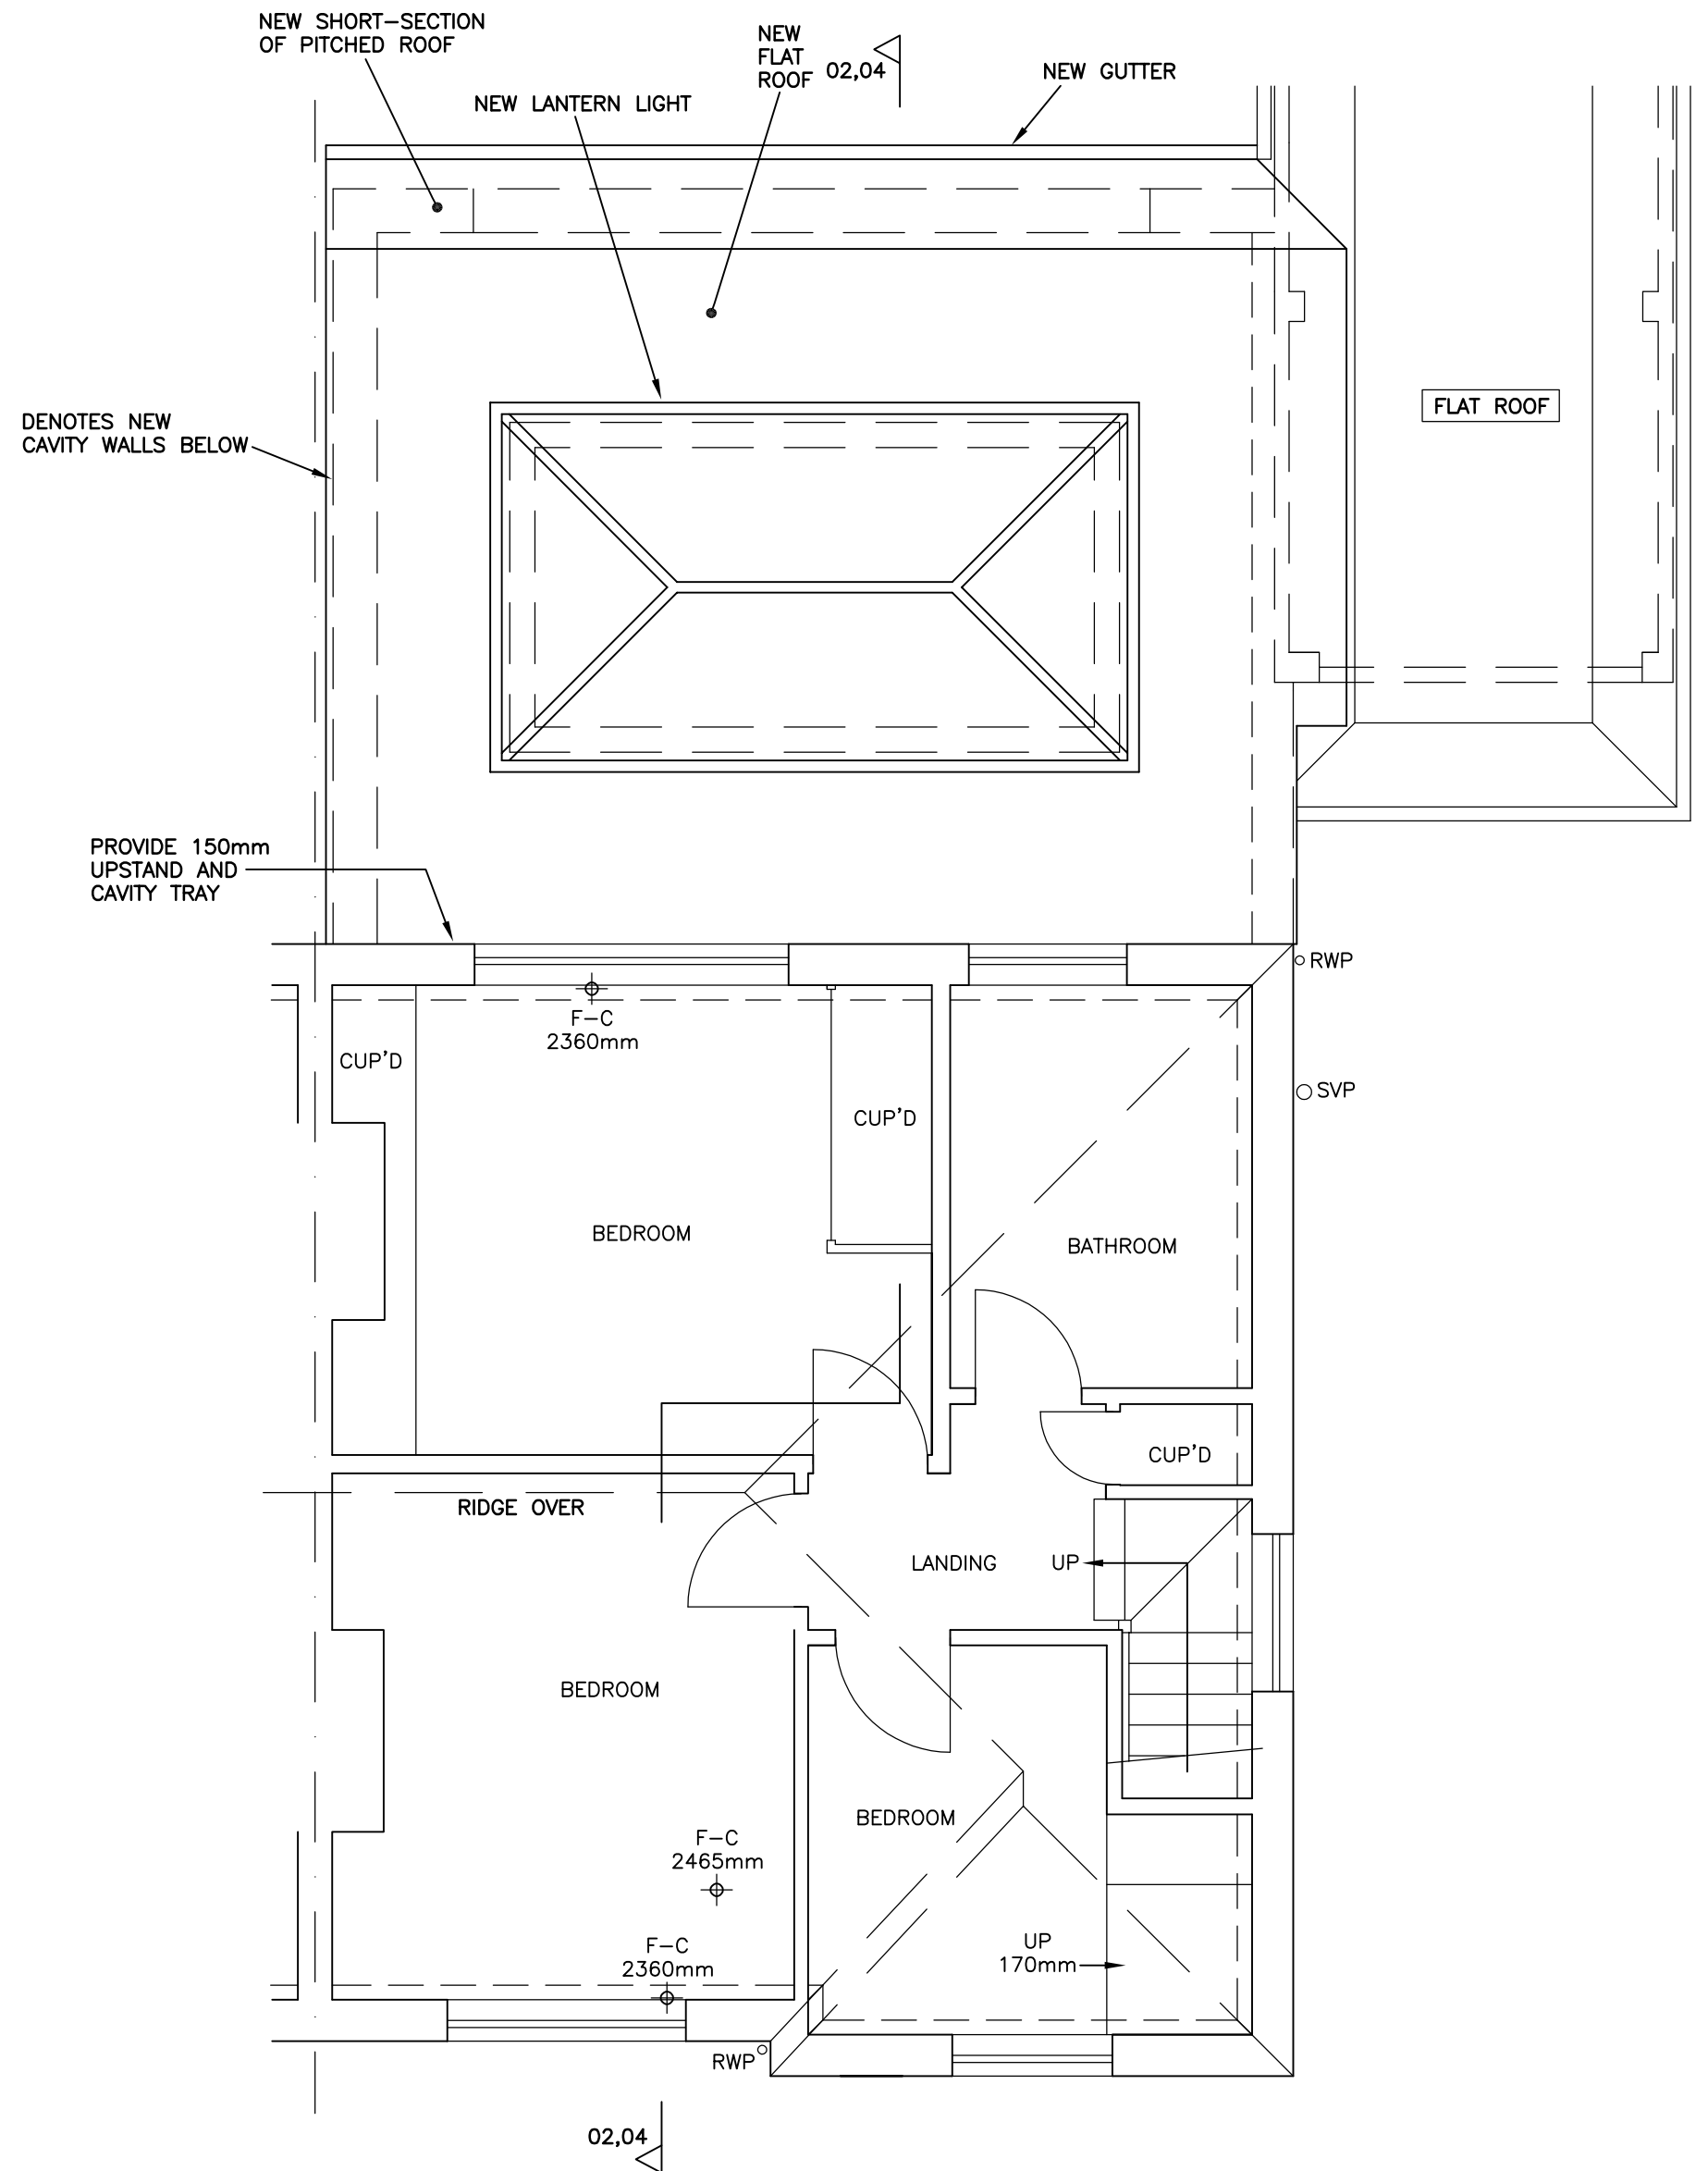 NEW SHORT-SECTION
OF PITCHED ROOF
NEW
FLAT
ROOF
02,04
NEW GUTTER
NEW LANTERN LIGHT
FLAT ROOF
DENOTES NEW
CAVITY WALLS BELOW
PROVIDE 150mm
UPSTAND AND
CAVITY TRAY
RWP
F-C
2360mm
CUP'D
SVP
CUP'D
BEDROOM
BATHROOM
CUP'D
RIDGE OVER
LANDING
UP
BEDROOM
BEDROOM
F-C
2465mm
F-C
2360mm
UP
170mm
RWP
02,04